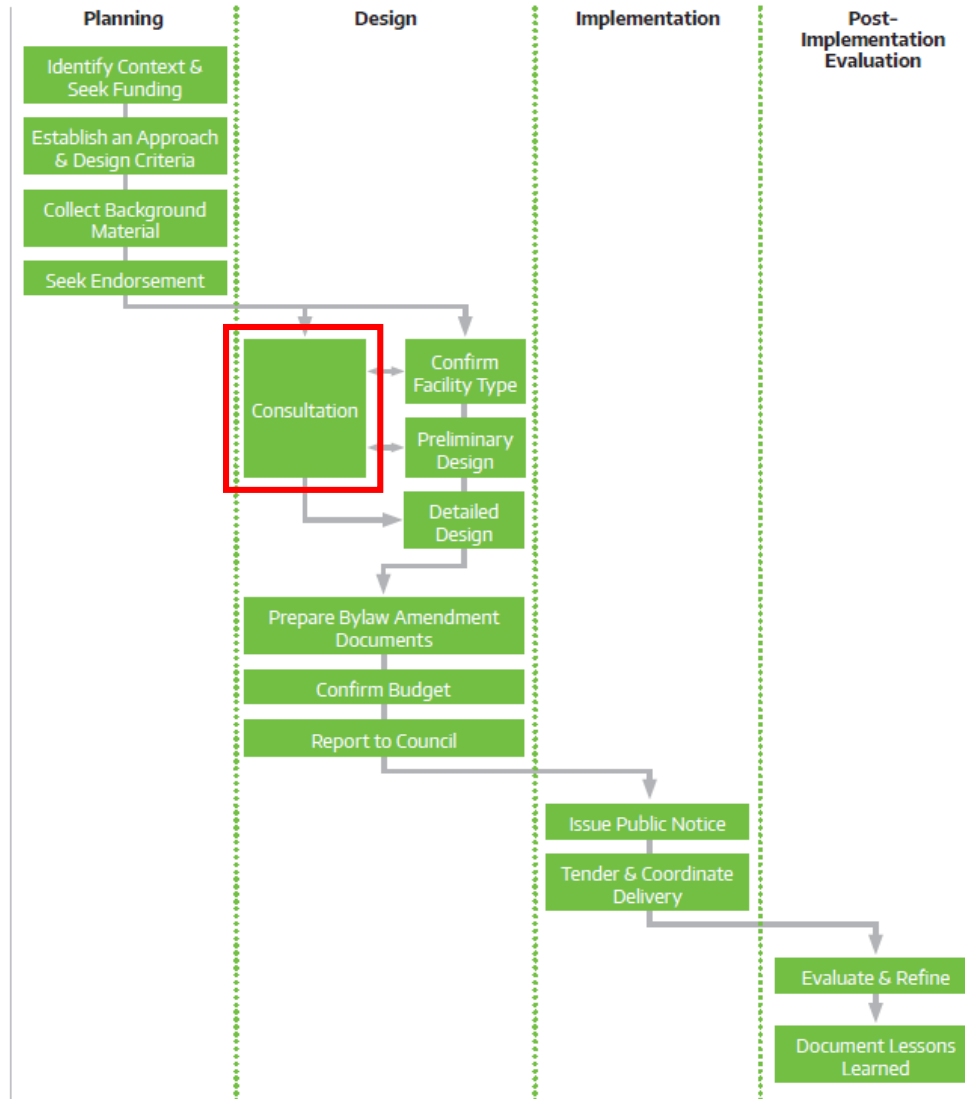 Planning
Design
Implementation
Post-
Implementation
Evaluation
Identify Context &
Seek Funding
Establish an Approach
& Design Criteria
Collect Background
Material
Seek Endorsement
Consultation
Confirm
Facility Type
Preliminary
Design
Detailed
Design
Prepare Bylaw Amendment
Documents
Confirm Budget
Report to Council
Issue Public Notice
Tender & Coordinate
Delivery
Evaluate & Refine
Document Lessons
Learned